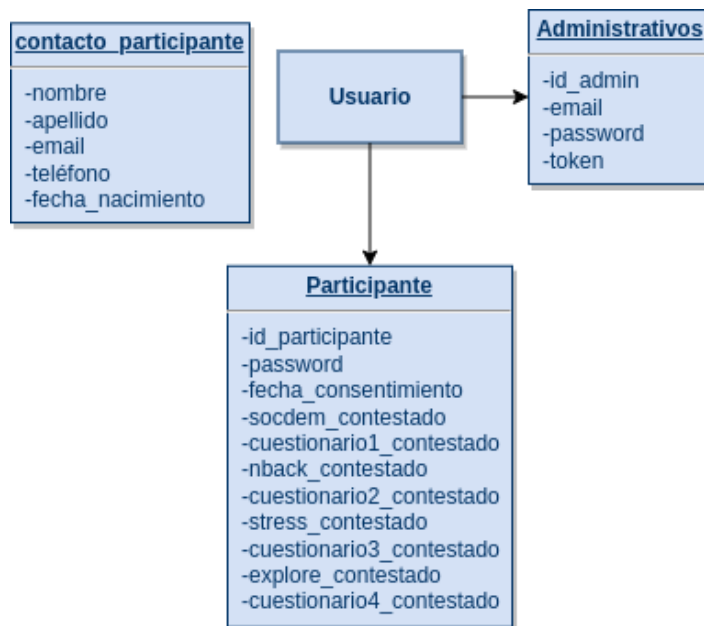 contacto_participante
-nombre
-apellido
-email
-teléfono
-fecha_nacimiento
Usuario
Administrativos
-id_admin
-email
-password
-token
Participante
-id_participante
-password
-fecha_consentimiento
-socdem_contestado
-cuestionario1_contestado
-nback_contestado
-cuestionario2_contestado
-stress_contestado
-cuestionario3_contestado
-explore_contestado
-cuestionario4_contestado